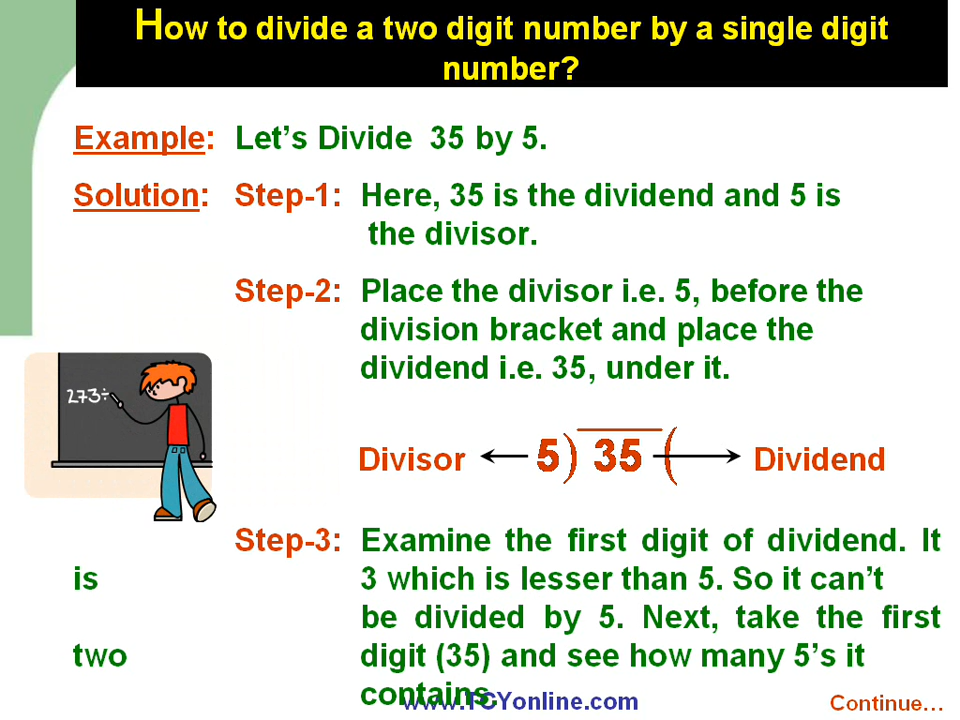 How to divide a two digit number by a single digit
number?
Example: Let's Divide 35 by 5.
Solution: Step-1: Here, 35 is the dividend and 5 is
the divisor.
Step-2: Place the divisor i.e. 5, before the
division bracket and place the
dividend i.e. 35, under it.
273÷
Divisor ← 5) 35 ( → Dividend
Step-3: Examine the first digit of dividend. It
is 3 which is lesser than 5. So it can't
be divided by 5. Next, take the first
two digit (35) and see how many 5's it
contains.
www.TCYonline.com
Continue…